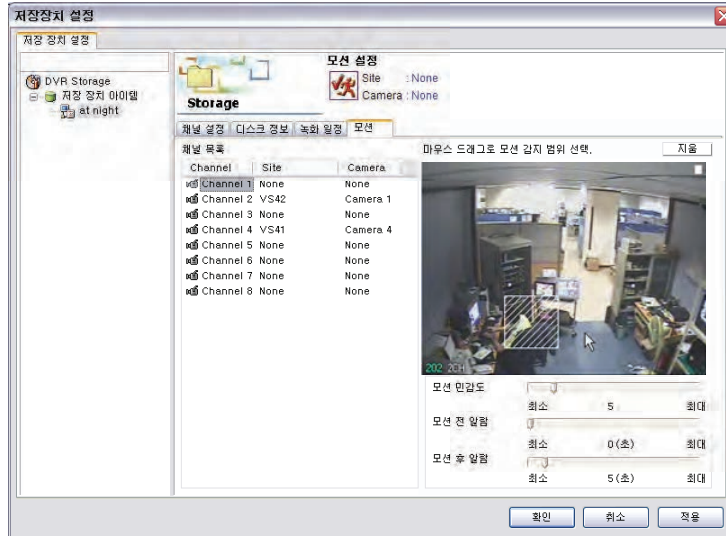 저장장치 설정
저장 장치 설정
DVR Storage
저장 장치 아이템
at night
Storage
모션 설정
Site : None
Camera : None
채널 설정 디스크 정보 녹화 일정 모션
채널 목록
Channel Site Camera
Channel 1 None None
Channel 2 VS42 Camera 1
Channel 3 None None
Channel 4 VS41 Camera 4
Channel 5 None None
Channel 6 None None
Channel 7 None None
Channel 8 None None
마우스 드래그로 모션 감지 범위 선택. 지움
202 2CH
모션 민감도
최소 5 최대
모션 전 알람
최소 0 (초) 최대
모션 후 알람
최소 5 (초) 최대
확인 취소 적용